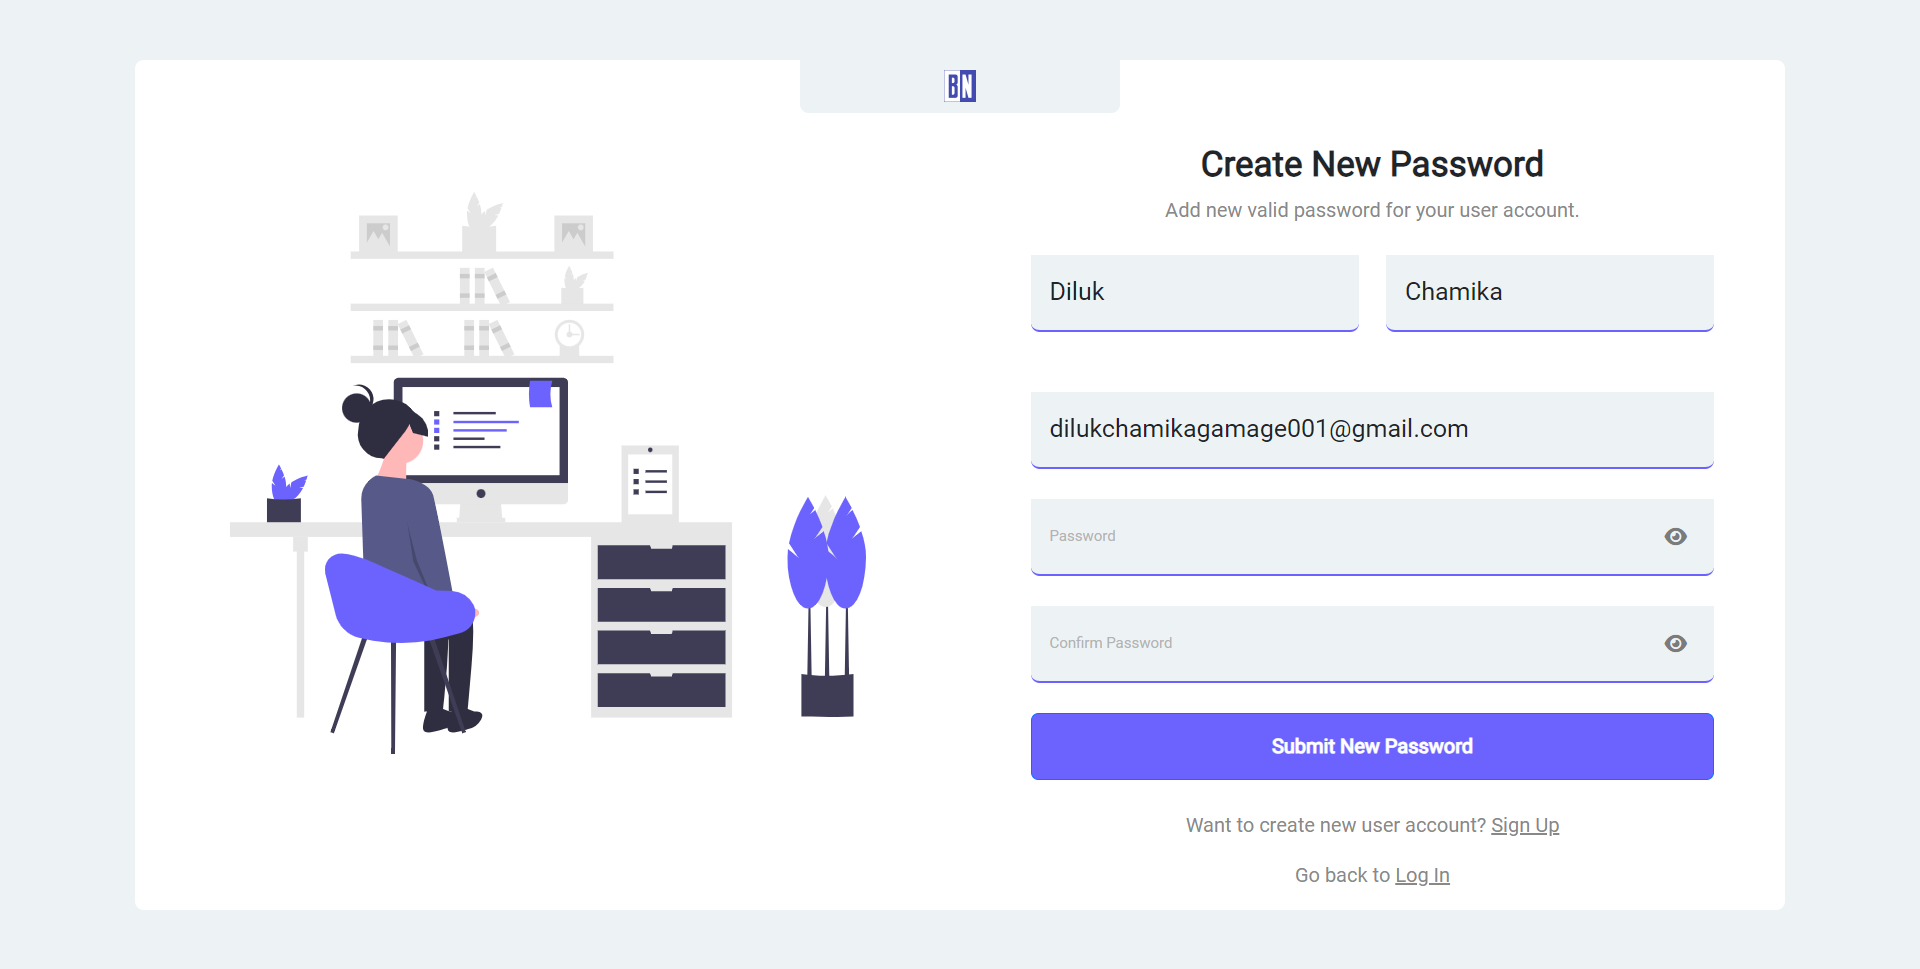 BN
Create New Password
Add new valid password for your user account.
Diluk
Chamika
dilukchamikagamage001@gmail.com
Password
Confirm Password
Submit New Password
Want to create new user account? Sign Up
Go back to Log In